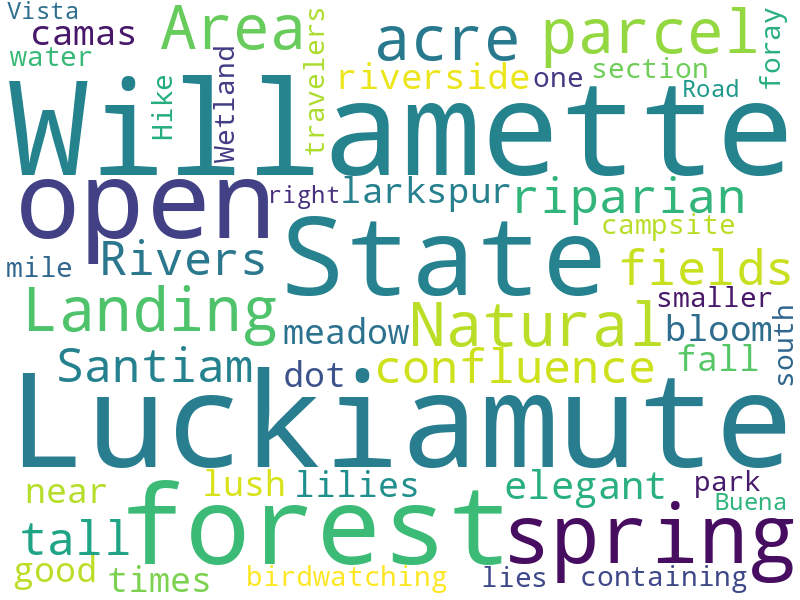 Vista
camas
Area
acre
parcel
foray
water
Hike
Wetland
travelers
riverside
one
section
Road
Willamette
open
right
larkspur
riparian
campsite
mile
Rivers
State
fields
Landing
meadow
Natural
smaller
bloom
south
Santiam
dot
confluence
fall
Luckiamute
near
lush
lilies
elegant
park
Buena
tall
forest
spring
good
times
birdwatching
lies
containing